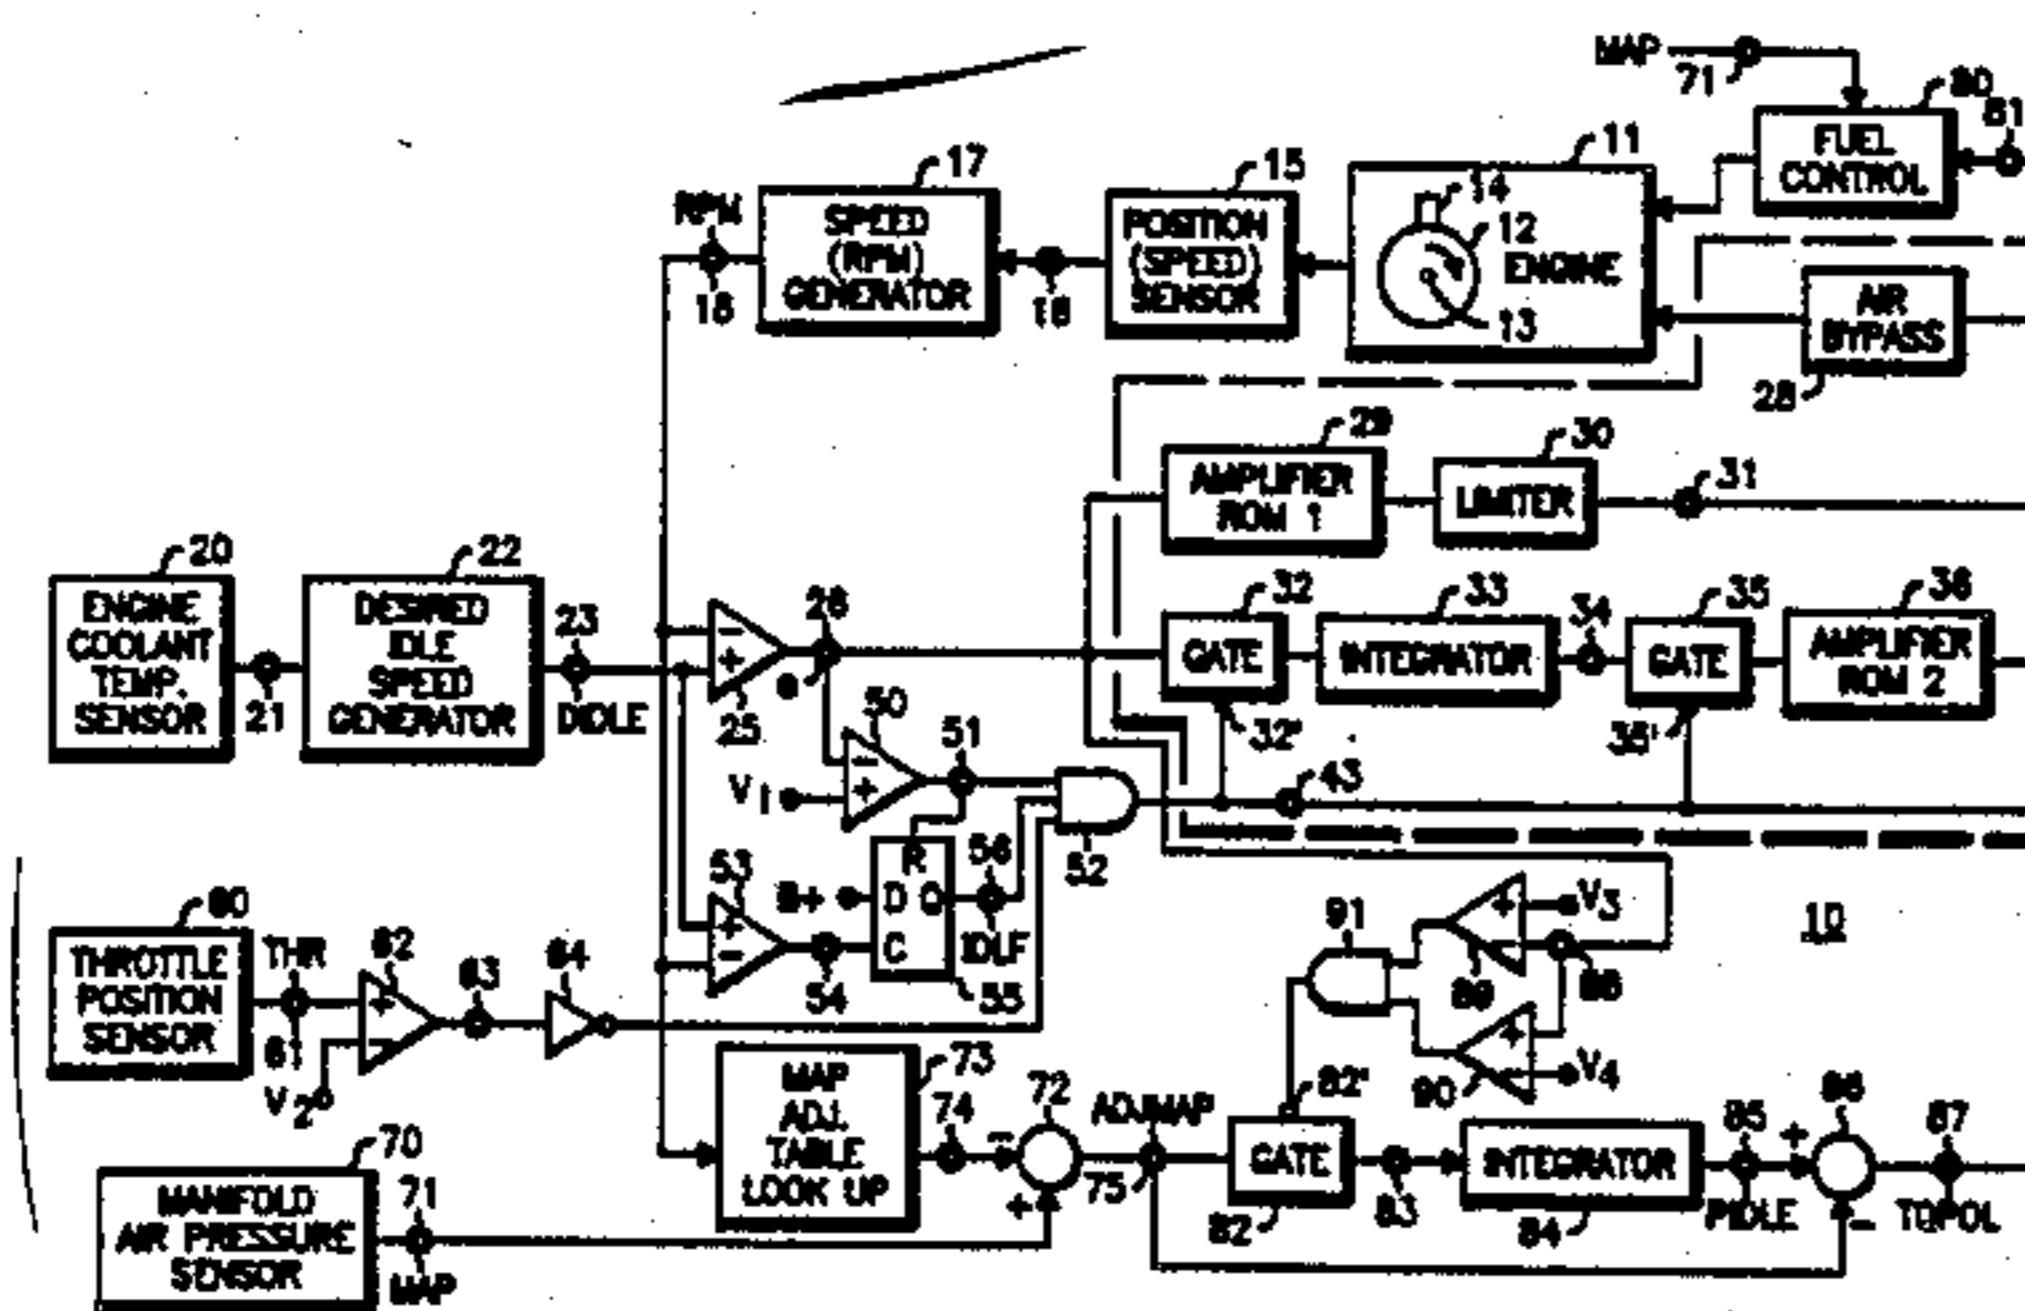 MAP
71
80
81
FUEL
CONTROL
17
15
11
RPM
SPEED
(RPM)
GENERATOR
18
16
POSITION
(SPEED)
SENSOR
14
12
ENGINE
13
AIR
BYPASS
28
29
30
31
AMPLIFIER
ROM 1
LIMITER
20
22
23
ENGINE
COOLANT
TEMP.
SENSOR
21
DESIRED
IDLE
SPEED
GENERATOR
DIDLE
26
25
32
33
34
35
36
GATE
INTEGRATOR
GATE
AMPLIFIER
ROM 2
32'
35'
50
51
V1
43
52
53
B+
R
D Q
C
56
IDLF
54
55
60
THROTTLE
POSITION
SENSOR
THR
61
V2
62
63
64
91
V3
89
88
90
V4
10
70
MANIFOLD
AIR PRESSURE
SENSOR
71
MAP
73
MAP
ADJ.
TABLE
LOOK UP
74
72
ADJMAP
75
82'
GATE
82
83
INTEGRATOR
84
85
PIDLE
86
87
TQPOL